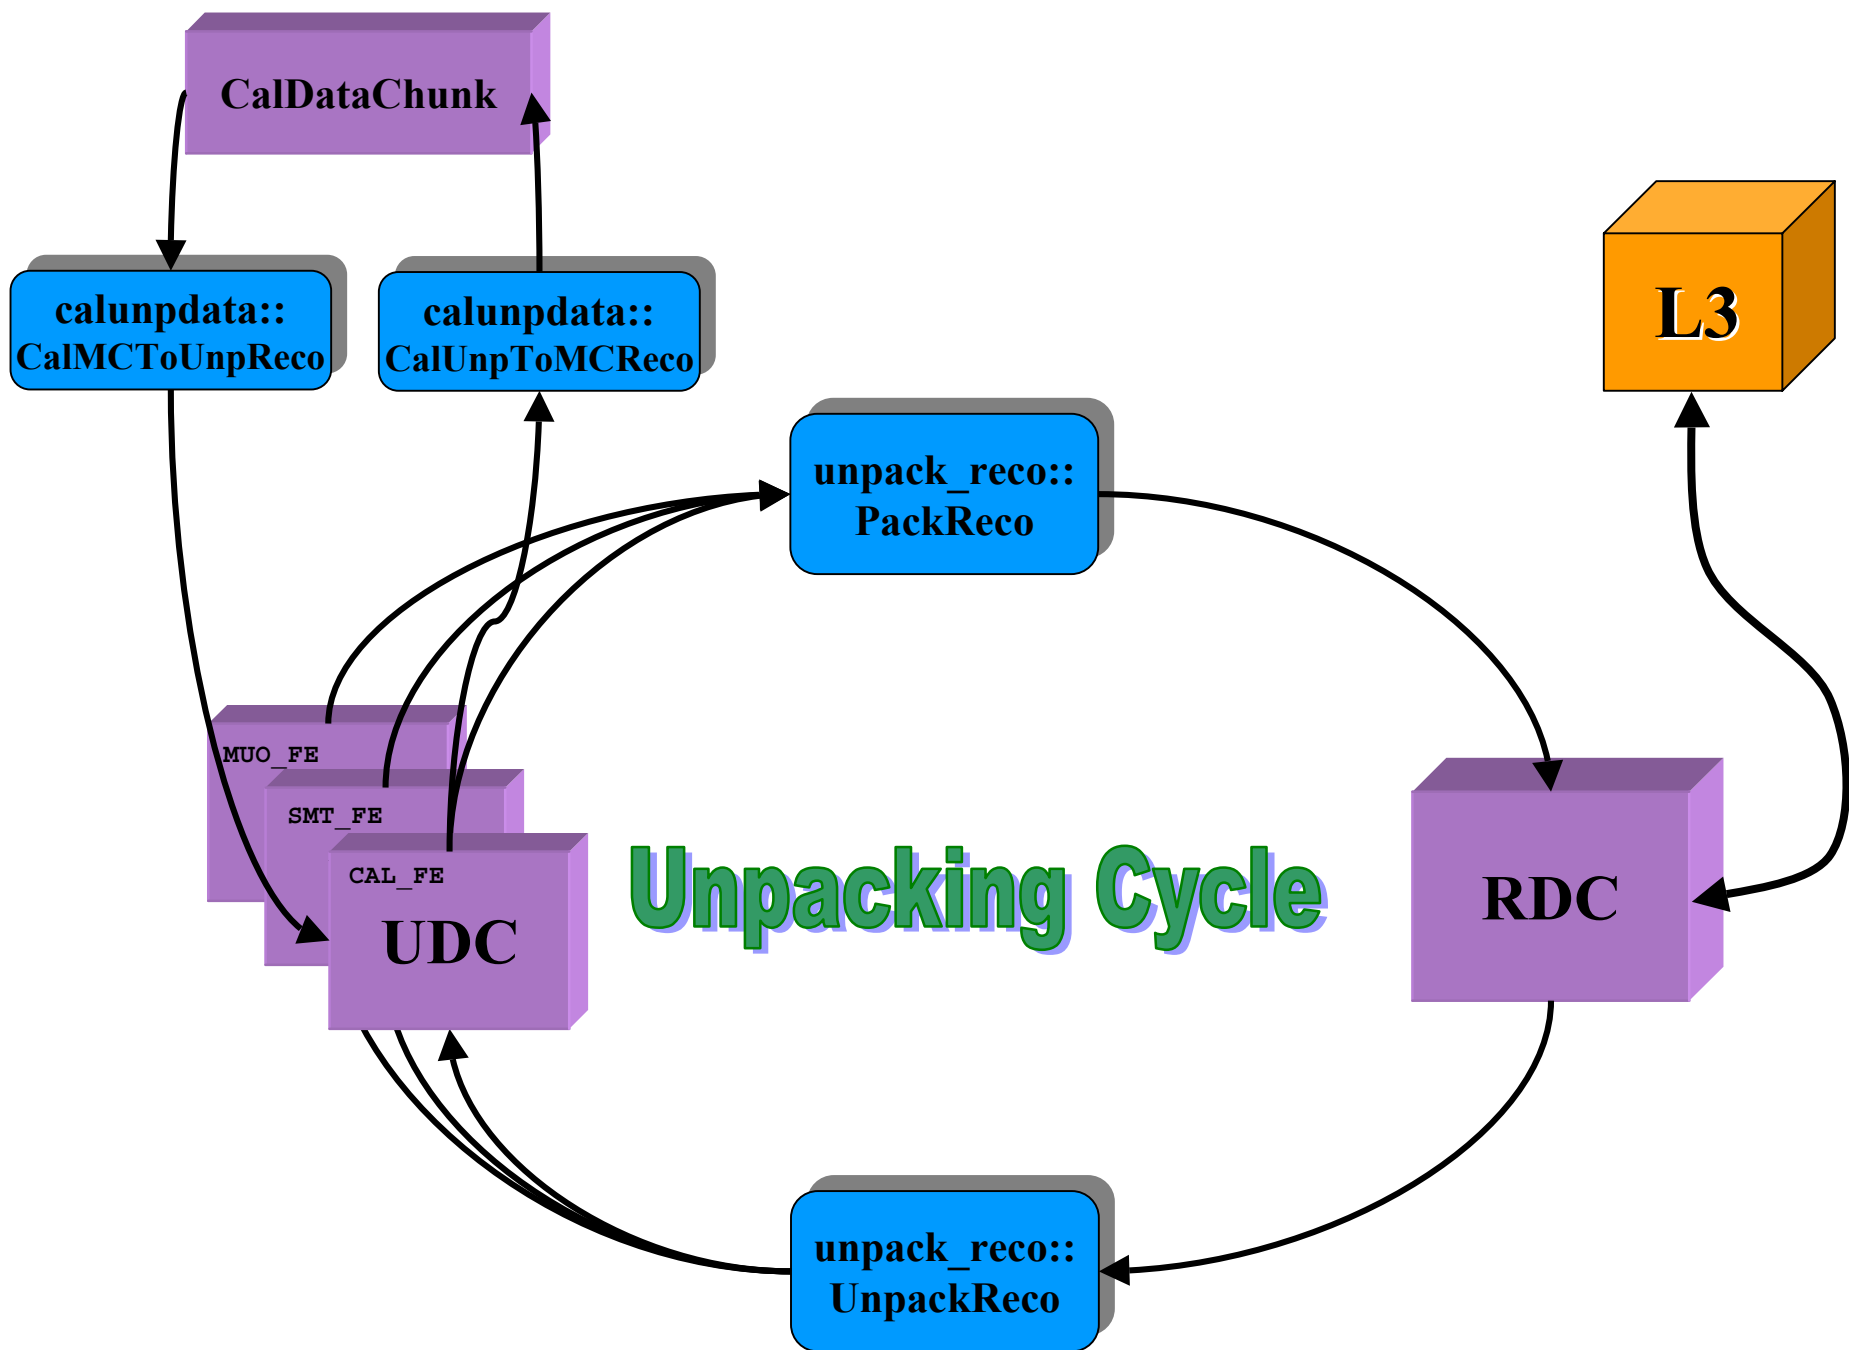 CalDataChunk
calunpdata::
CalMCToUnpReco
calunpdata::
CalUnpToMCReco
L3
unpack_reco::
PackReco
MUO_FE
SMT_FE
CAL_FE
UDC
Unpacking Cycle
RDC
unpack_reco::
UnpackReco